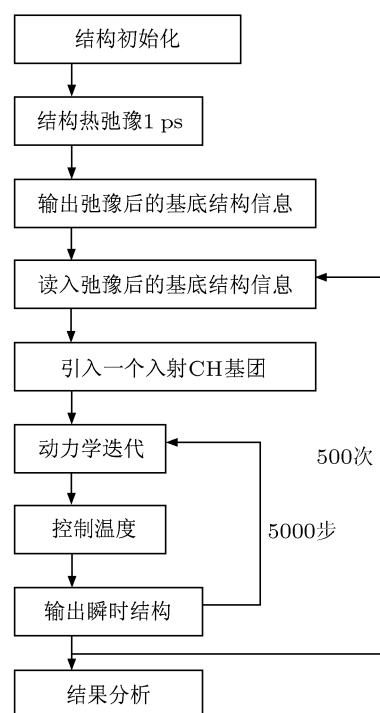 结构初始化
结构热弛豫1 ps
输出弛豫后的基底结构信息
读入弛豫后的基底结构信息
引入一个入射CH基团
动力学迭代
500次
控制温度
5000步
输出瞬时结构
结果分析